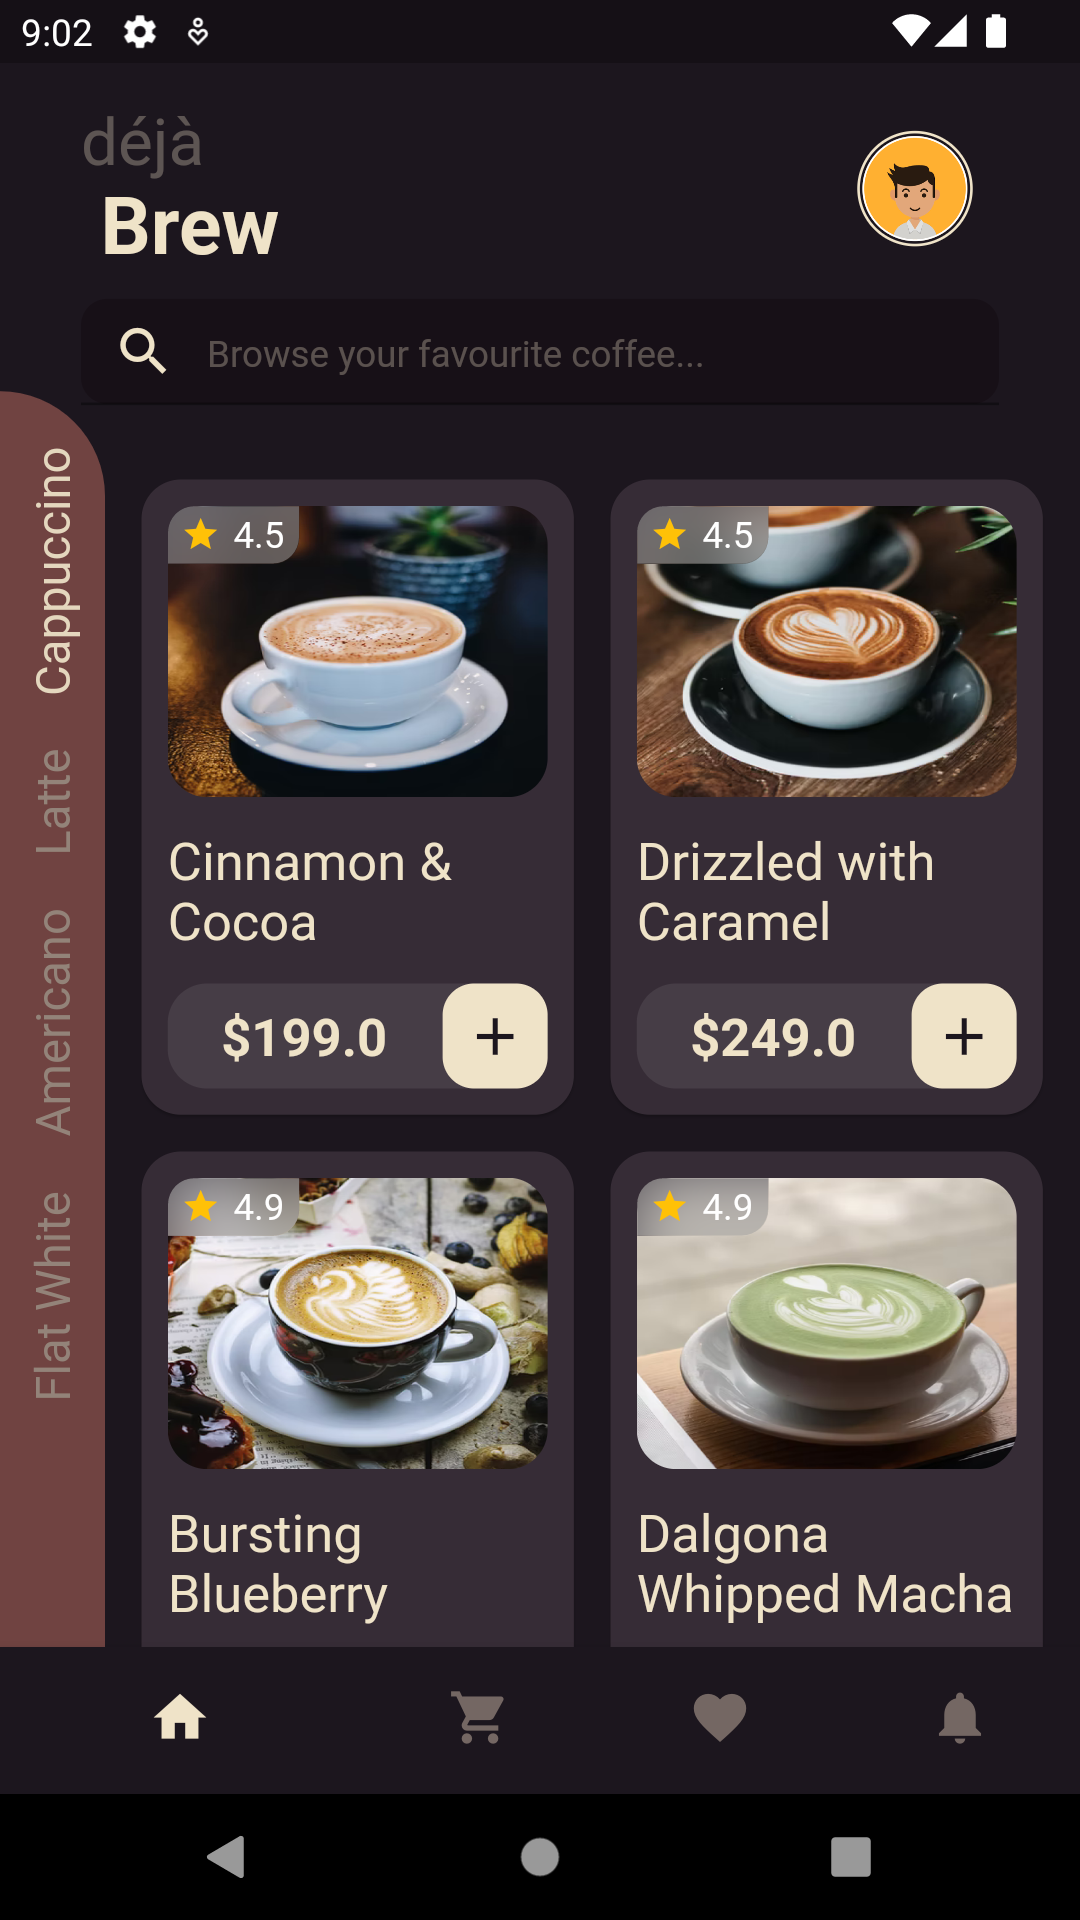 9:02
déjà
Brew
Browse your favourite coffee...
Cappuccino
Latte
Americano
Flat White
4.5
Cinnamon &
Cocoa
$199.0
4.5
Drizzled with
Caramel
$249.0
4.9
Bursting
Blueberry
4.9
Dalgona
Whipped Macha